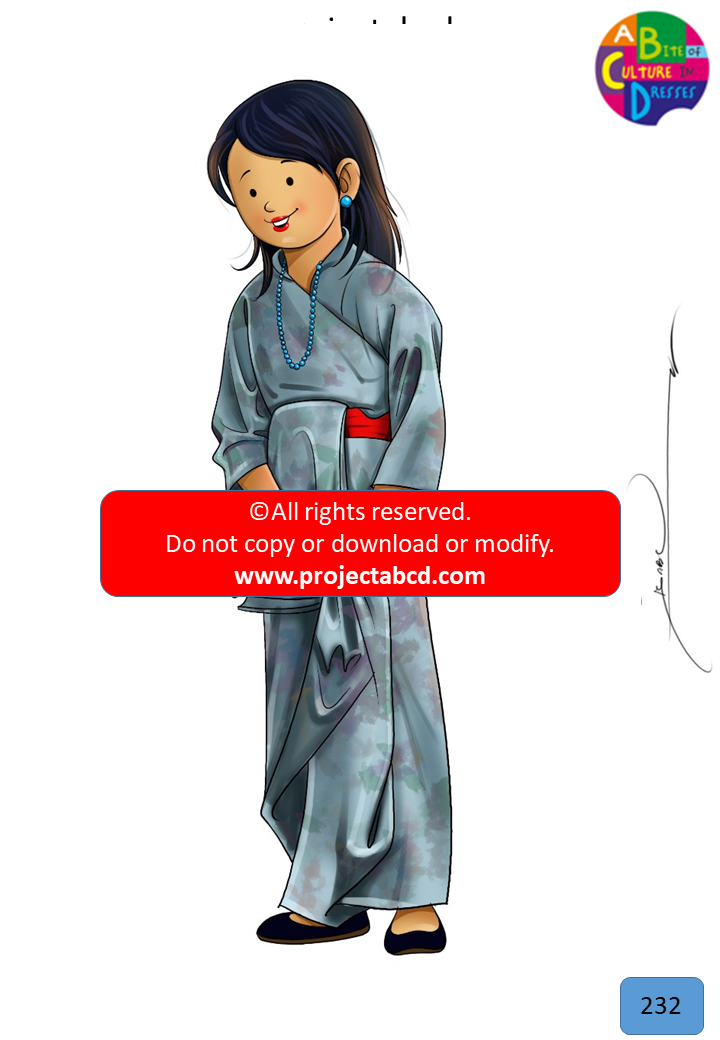 A BITE OF
CULTURE IN
DRESSES
©All rights reserved.
Do not copy or download or modify.
www.projectabcd.com
232